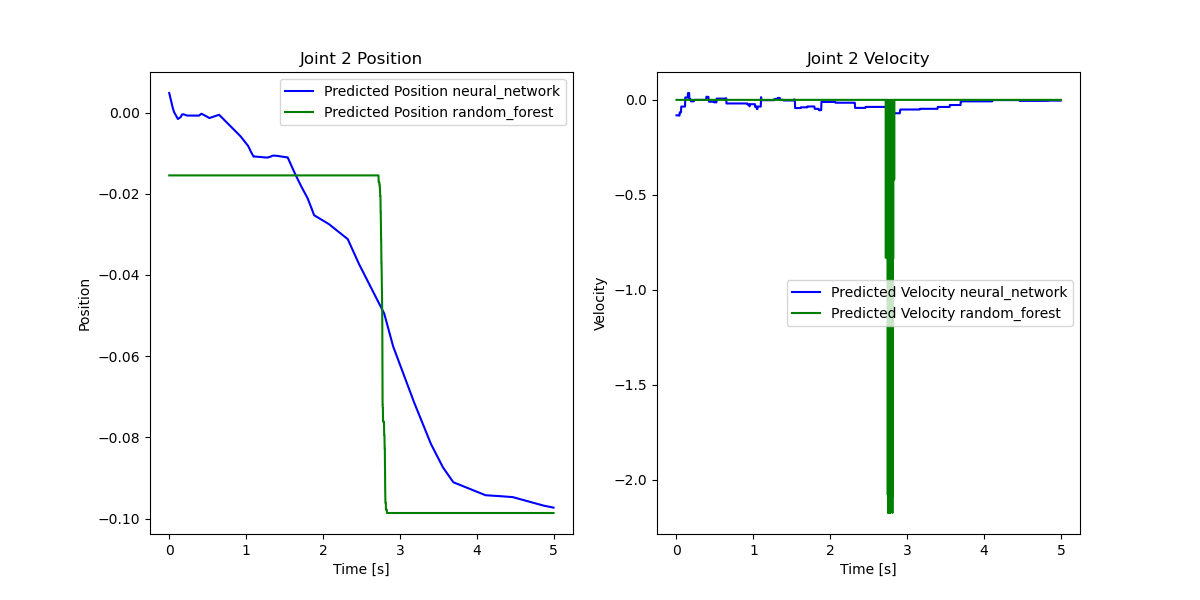 Joint 2 Position
Predicted Position neural_network
Predicted Position random_forest
0.00
−0.02
−0.04
−0.06
−0.08
−0.10
Position
0 1 2 3 4 5
Time [s]
Joint 2 Velocity
0.0
−0.5
−1.0
−1.5
−2.0
Velocity
Predicted Velocity neural_network
Predicted Velocity random_forest
0 1 2 3 4 5
Time [s]